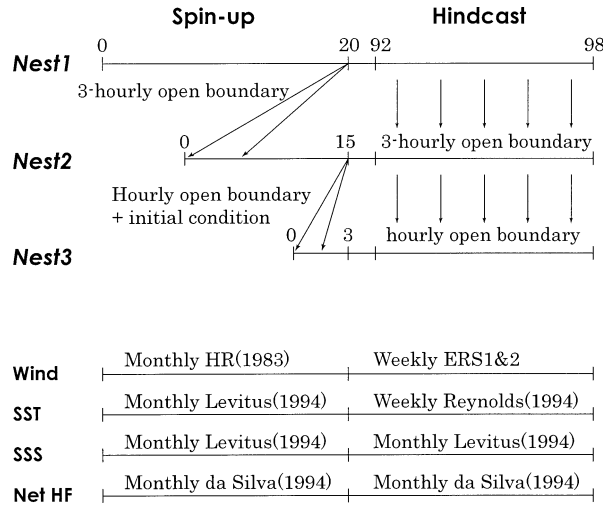 Spin-up Hindcast
0 20 92 98
Nest1
3-hourly open boundary
0 15 3-hourly open boundary
Nest2
Hourly open boundary
+ initial condition
0 3 hourly open boundary
Nest3
Monthly HR(1983) Weekly ERS1&2
Wind
Monthly Levitus(1994) Weekly Reynolds(1994)
SST
Monthly Levitus(1994) Monthly Levitus(1994)
SSS
Monthly da Silva(1994) Monthly da Silva(1994)
Net HF